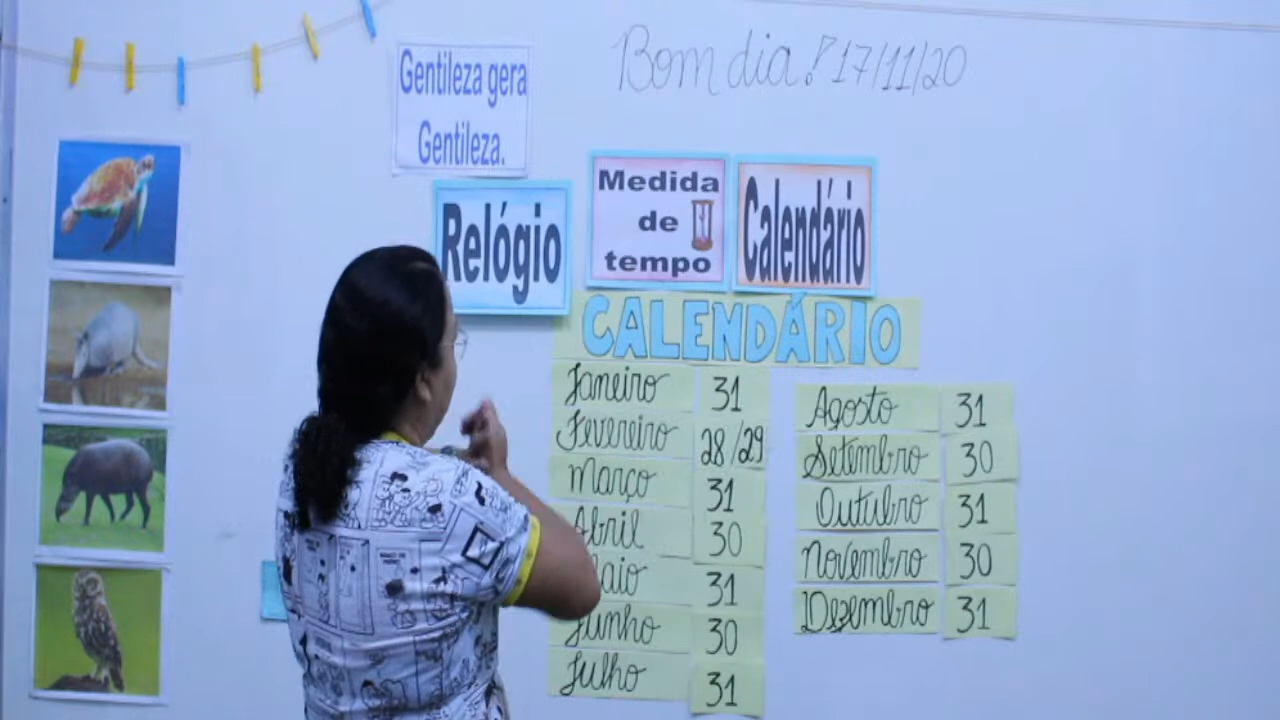 Bom dia! 17/11/20
Gentileza gera
Gentileza.
Relógio
Medida
de
tempo
Calendário
CALENDÁRIO
Janeiro 31
Fevereiro 28/29
Março 31
Abril 30
aio 31
Junho 30
Julho 31
Agosto 31
Setembro 30
Outubro 31
Novembro 30
Dezembro 31